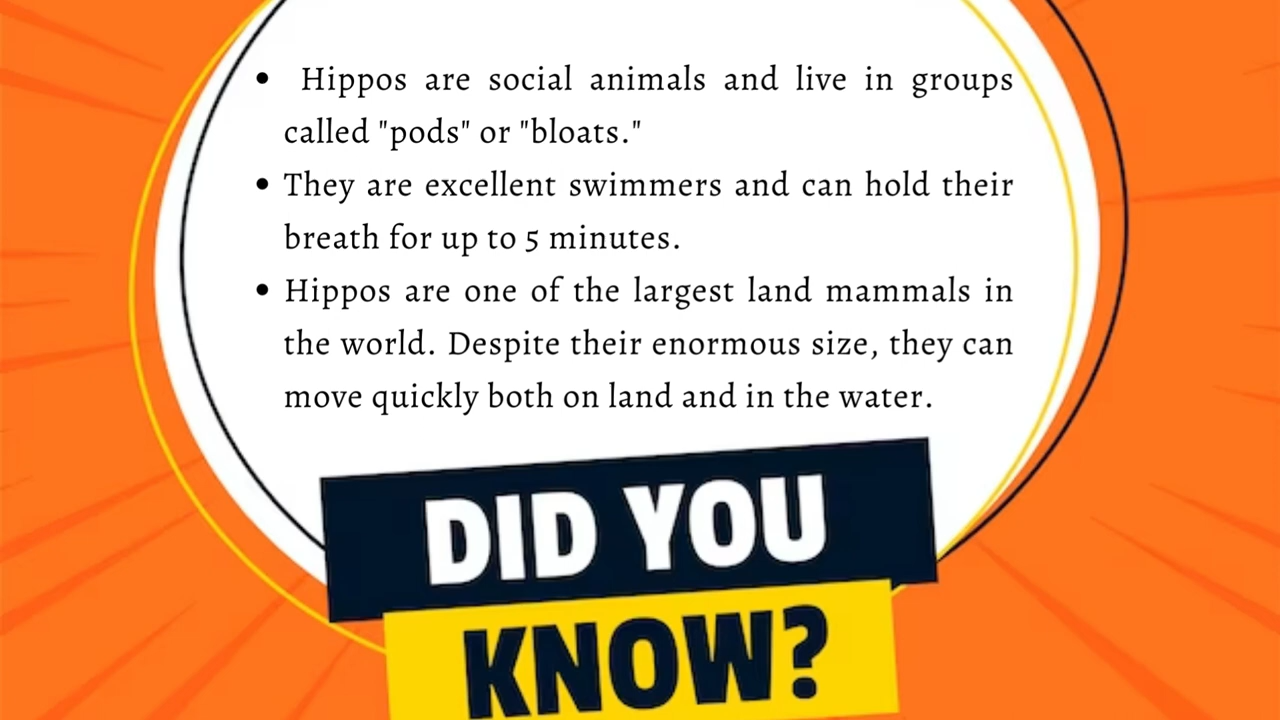 • Hippos are social animals and live in groups
called "pods" or "bloats."
• They are excellent swimmers and can hold their
breath for up to 5 minutes.
• Hippos are one of the largest land mammals in
the world. Despite their enormous size, they can
move quickly both on land and in the water.
DID YOU
KNOW?